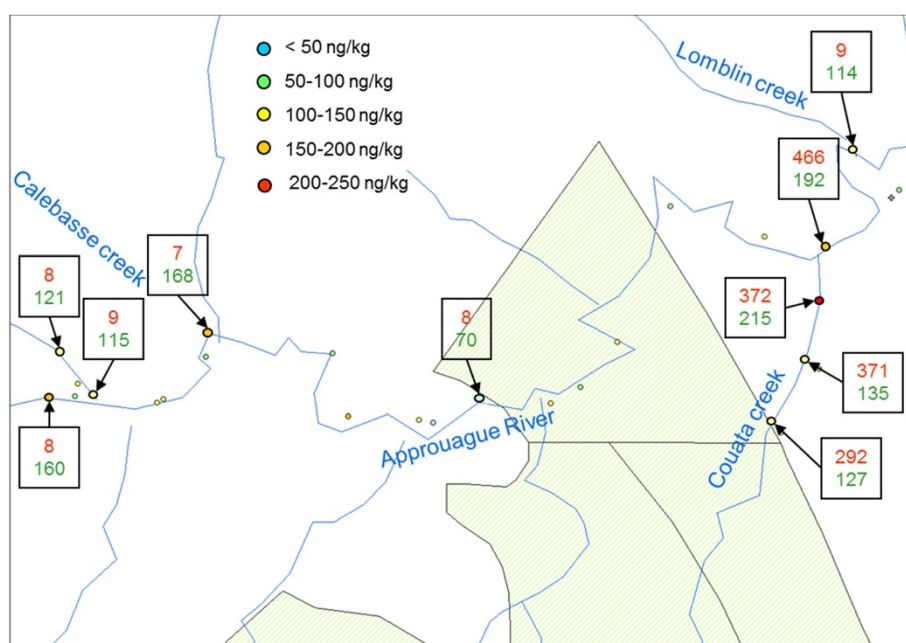 < 50 ng/kg
50-100 ng/kg
100-150 ng/kg
150-200 ng/kg
200-250 ng/kg
Lomblin creek
9
114
466
192
Calebasse creek
7
168
8
121
9
115
8
70
372
215
371
135
Approuague River
Couata creek
8
160
292
127